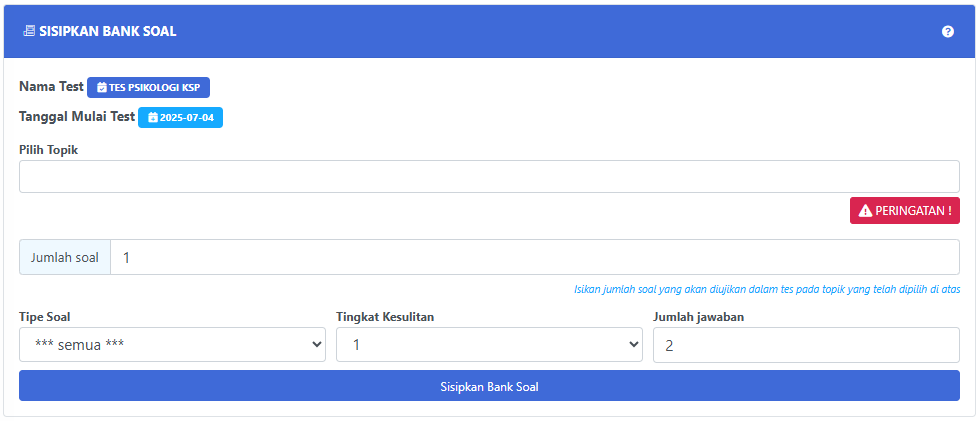 SISIPKAN BANK SOAL
Nama Test TES PSIKOLOGI KSP
Tanggal Mulai Test 2025-07-04
Pilih Topik
PERINGATAN !
Jumlah soal 1
Isikan jumlah soal yang akan diujikan dalam tes pada topik yang telah dipilih di atas
Tipe Soal Tingkat Kesulitan Jumlah jawaban
*** semua *** 1 2
Sisipkan Bank Soal